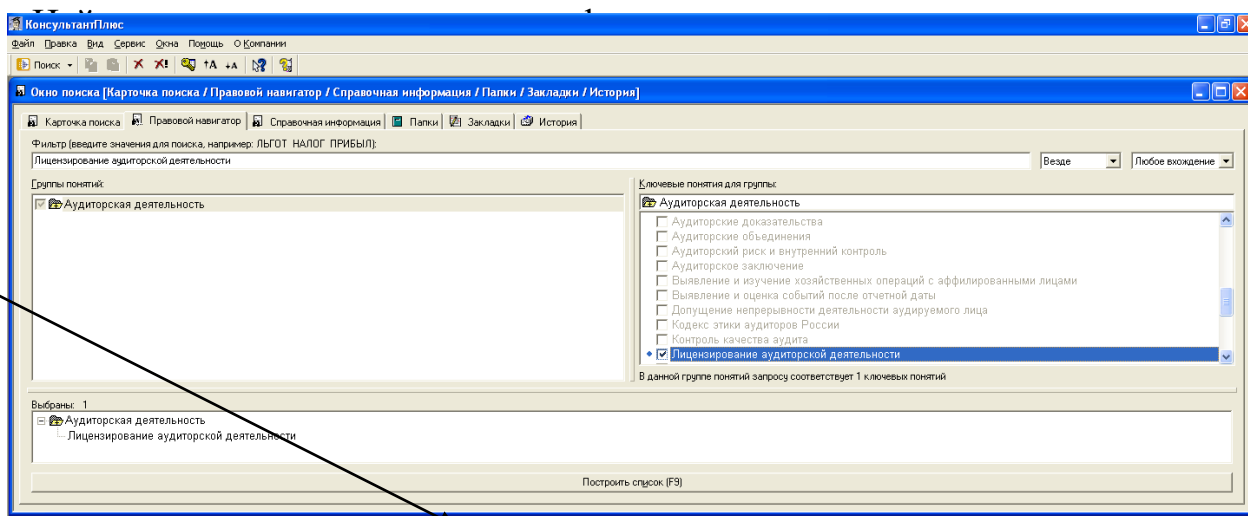 КонсультантПлюс
Файл Правка Вид Сервис Окна Помощь О Компании
Поиск
Окно поиска [Карточка поиска / Правовой навигатор / Справочная информация / Папки / Закладки / История]
Карточка поиска Правовой навигатор Справочная информация Папки Закладки История
Фильтр (введите значения для поиска, например: ЛЬГОТ НАЛОГ ПРИБЫЛ):
Лицензирование аудиторской деятельности Везде Любое вхождение
Группы понятий: Ключевые понятия для группы:
Аудиторская деятельность Аудиторская деятельность
Аудиторские доказательства
Аудиторские объединения
Аудиторский риск и внутренний контроль
Аудиторское заключение
Выявление и изучение хозяйственных операций с аффилированными лицами
Выявление и оценка событий после отчетной даты
Допущение непрерывности деятельности аудируемого лица
Кодекс этики аудиторов России
Контроль качества аудита
Лицензирование аудиторской деятельности
В данной группе понятий запросу соответствует 1 ключевых понятий
Выбраны: 1
Аудиторская деятельность
Лицензирование аудиторской деятельности
Построить список (F9)